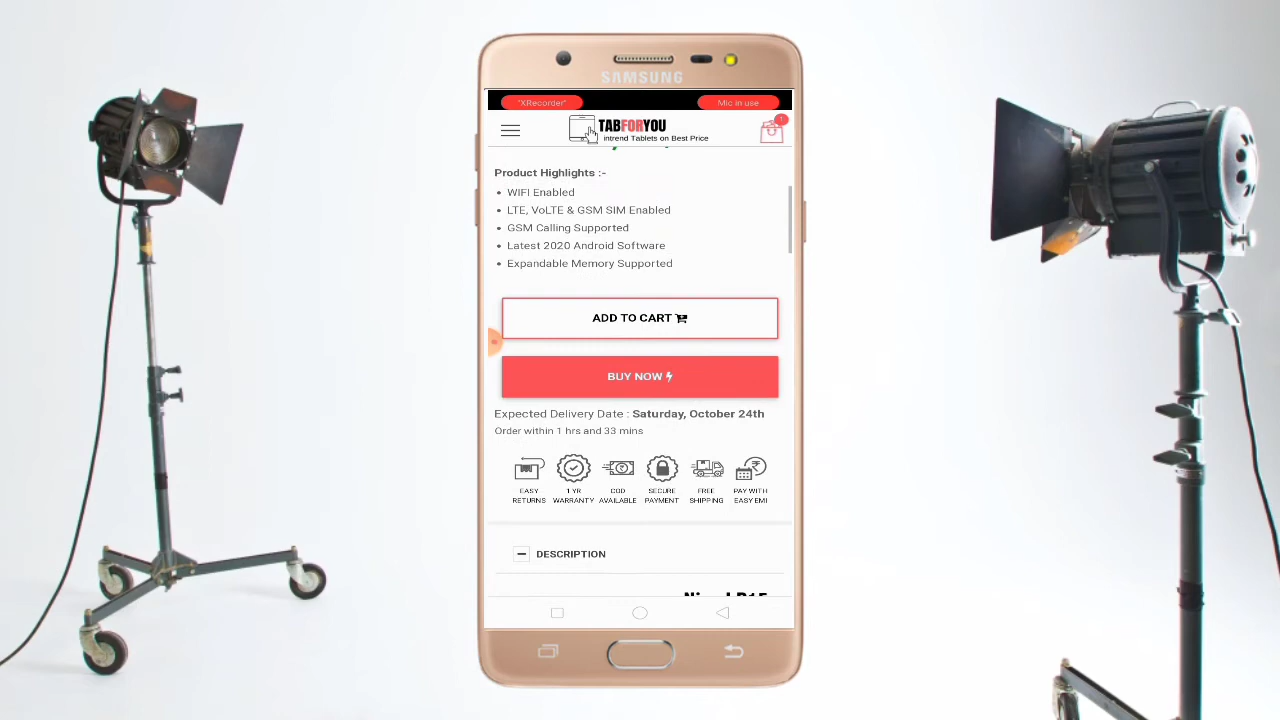 SAMSUNG
"XRecorder"
Mic in use
TABFORYOU
intrend Tablets on Best Price
Product Highlights :-
• WIFI Enabled
• LTE, VoLTE & GSM SIM Enabled
• GSM Calling Supported
• Latest 2020 Android Software
• Expandable Memory Supported
ADD TO CART
BUY NOW
Expected Delivery Date : Saturday, October 24th
Order within 1 hrs and 33 mins
EASY RETURNS
1 YR WARRANTY
COD AVAILABLE
SECURE PAYMENT
FREE SHIPPING
PAY WITH EASY EMI
DESCRIPTION